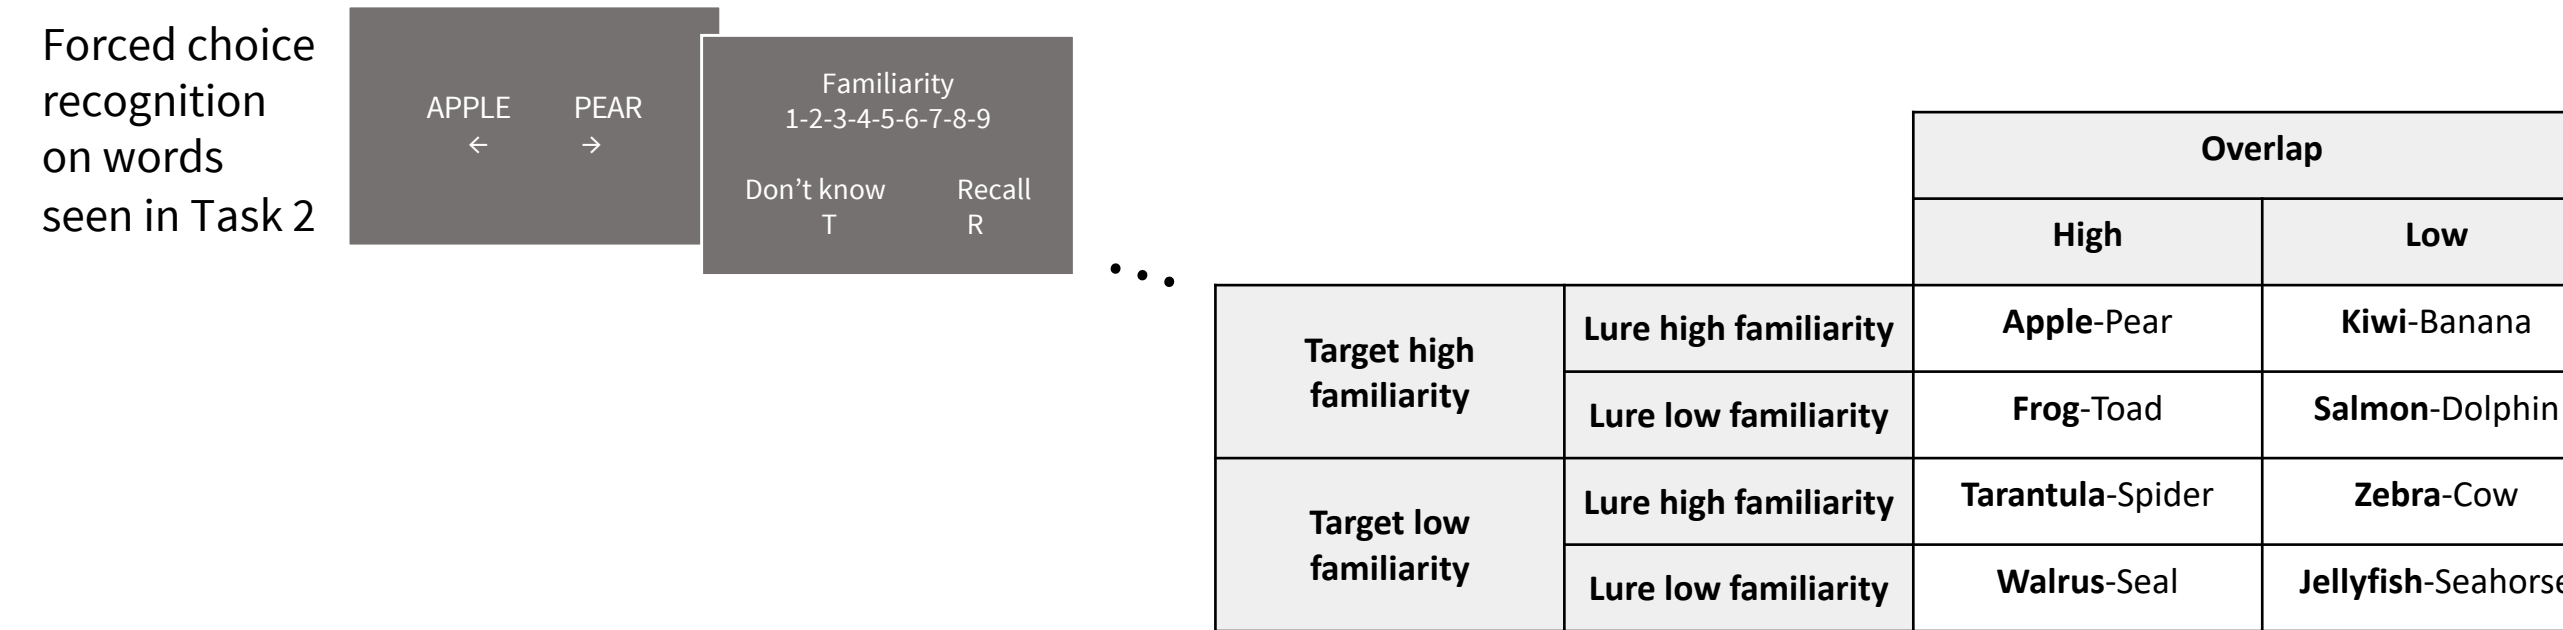 Forced choice
recognition
on words
seen in Task 2
APPLE PEAR
← →
Familiarity
1-2-3-4-5-6-7-8-9
Don't know Recall
T R
...
Overlap
High Low
Target high
familiarity
Lure high familiarity Apple-Pear Kiwi-Banana
Lure low familiarity Frog-Toad Salmon-Dolphin
Target low
familiarity
Lure high familiarity Tarantula-Spider Zebra-Cow
Lure low familiarity Walrus-Seal Jellyfish-Seahorse